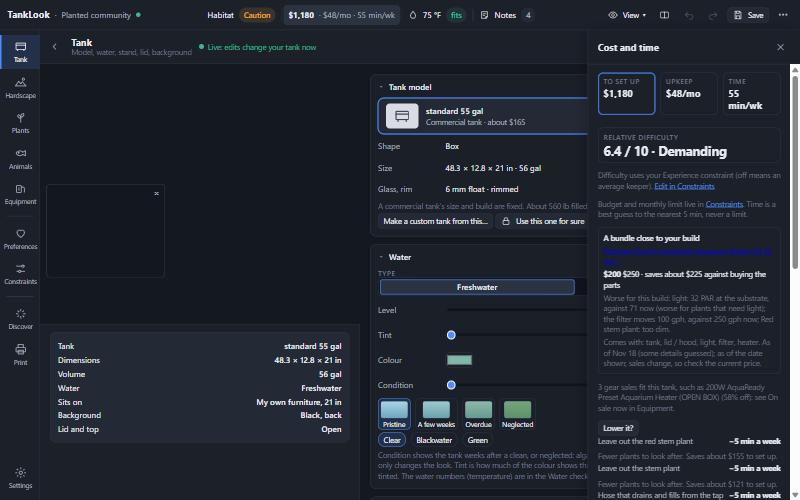 TankLook · Planted community
Habitat Caution $1,180 · $48/mo · 55 min/wk 75 °F fits Notes 4
View Save
Tank
Hardscape
Plants
Animals
Equipment
Preferences
Constraints
Discover
Print
Settings
Tank
Model, water, stand, lid, background
Live: edits change your tank now
Tank standard 55 gal
Dimensions 48.3 × 12.8 × 21 in
Volume 56 gal
Water Freshwater
Sits on My own furniture, 21 in
Background Black, back
Lid and top Open
Tank model
standard 55 gal
Commercial tank · about $165
Shape Box
Size 48.3 × 12.8 × 21 in · 56 gal
Glass, rim 6 mm float · rimmed
A commercial tank's size and build are fixed. About 560 lb filled
Make a custom tank from this... Use this one for sure
Water
TYPE
Freshwater
Level
Tint
Colour
Condition
Pristine A few weeks Overdue Neglected
Clear Blackwater Green
Condition shows the tank weeks after a clean, or neglected: alg
only changes the look. Tint is how much of the colour shows th
tinted. The water numbers (temperature) are in the Water check
Cost and time
TO SET UP
$1,180
UPKEEP
$48/mo
TIME
55 min/wk
RELATIVE DIFFICULTY
6.4 / 10 · Demanding
Difficulty uses your Experience constraint (off means an
average keeper). Edit in Constraints
Budget and monthly limit live in Constraints. Time is a
best guess to the nearest 5 min, never a limit.
A bundle close to your build
$200 $250 · saves about $225 against buying the
parts
Worse for this build: light: 32 PAR at the substrate,
against 71 now (worse for plants that need light);
the filter moves 100 gph, against 250 gph now; Red
stem plant: too dim.
Comes with: tank, lid / hood, light, filter, heater. As
of Nov 18 (some details guessed); as of the date
shown; sales change, so check the current price.
3 gear sales fit this tank, such as 200W AquaReady
Preset Aquarium Heater (OPEN BOX) (58% off): see On
sale now in Equipment.
Lower it?
Leave out the red stem plant −5 min a week
Fewer plants to look after. Saves about $155 to set up.
Leave out the stem plant −5 min a week
Fewer plants to look after. Saves about $121 to set up.
Hose that drains and fills from the tap −5 min a week